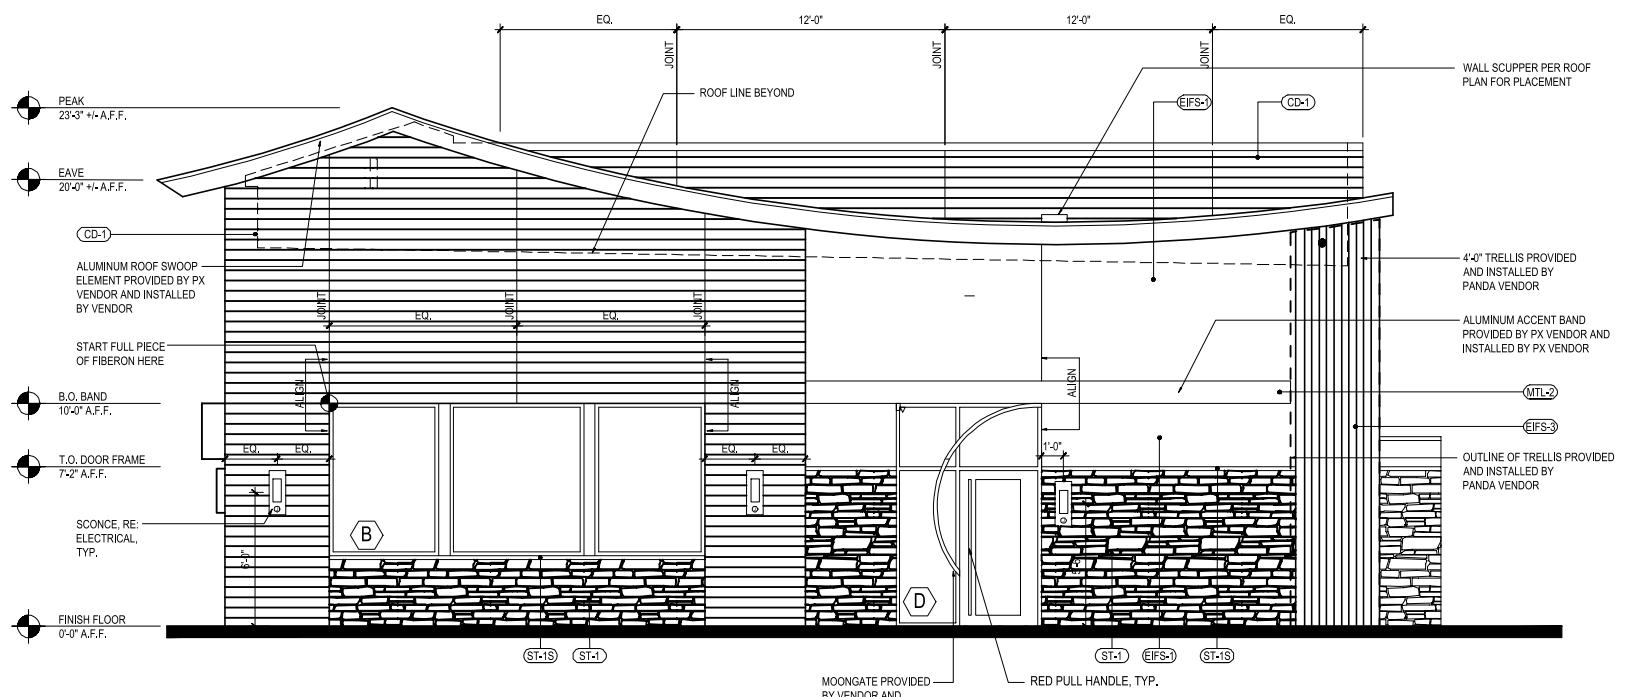 EQ.
12'-0"
12'-0"
EQ.
JOINT
JOINT
JOINT
WALL SCUPPER PER ROOF
PLAN FOR PLACEMENT
ROOF LINE BEYOND
EIFS-1
CD-1
PEAK
23'-3" +/- A.F.F.
EAVE
20'-0" +/- A.F.F.
CD-1
ALUMINUM ROOF SWOOP
ELEMENT PROVIDED BY PX
VENDOR AND INSTALLED
BY VENDOR
4'-0" TRELLIS PROVIDED
AND INSTALLED BY
PANDA VENDOR
JOINT
JOINT
JOINT
EQ.
EQ.
ALUMINUM ACCENT BAND
PROVIDED BY PX VENDOR AND
INSTALLED BY PX VENDOR
START FULL PIECE
OF FIBERON HERE
ALIGN
ALIGN
ALIGN
B.O. BAND
10'-0" A.F.F.
MTL-2
EIFS-3
EQ.
EQ.
EQ.
EQ.
1'-0"
T.O. DOOR FRAME
7'-2" A.F.F.
OUTLINE OF TRELLIS PROVIDED
AND INSTALLED BY
PANDA VENDOR
SCONCE, RE:
ELECTRICAL,
TYP.
B
6'-0"
D
FINISH FLOOR
0'-0" A.F.F.
ST-1S
ST-1
ST-1
EIFS-1
ST-1S
MOONGATE PROVIDED
BY VENDOR AND
RED PULL HANDLE, TYP.